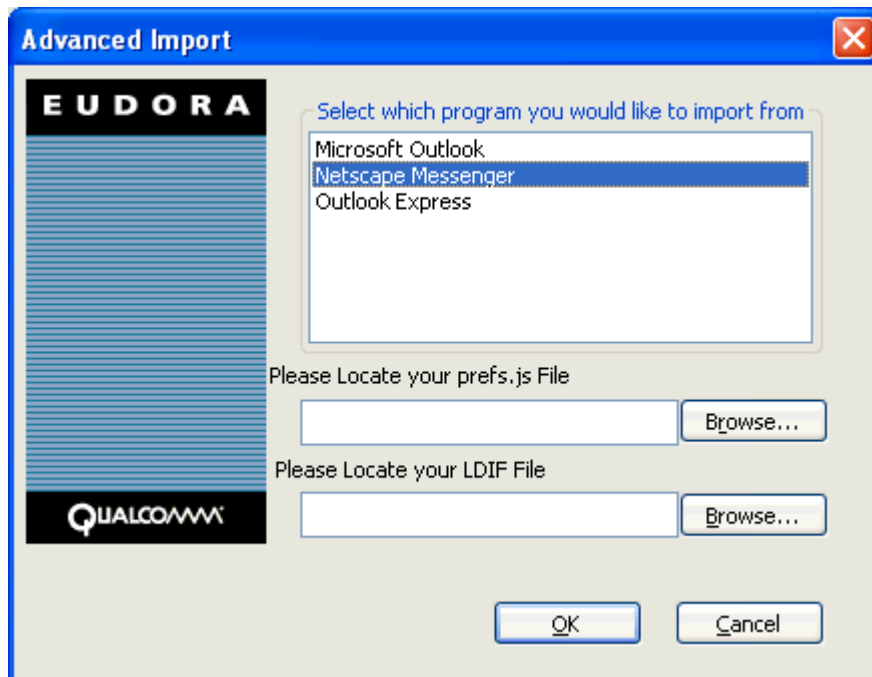 Advanced Import
EUDORA
Select which program you would like to import from
Microsoft Outlook
Netscape Messenger
Outlook Express
Please Locate your prefs.js File
Browse...
Please Locate your LDIF File
Browse...
QUALCOMM
OK
Cancel